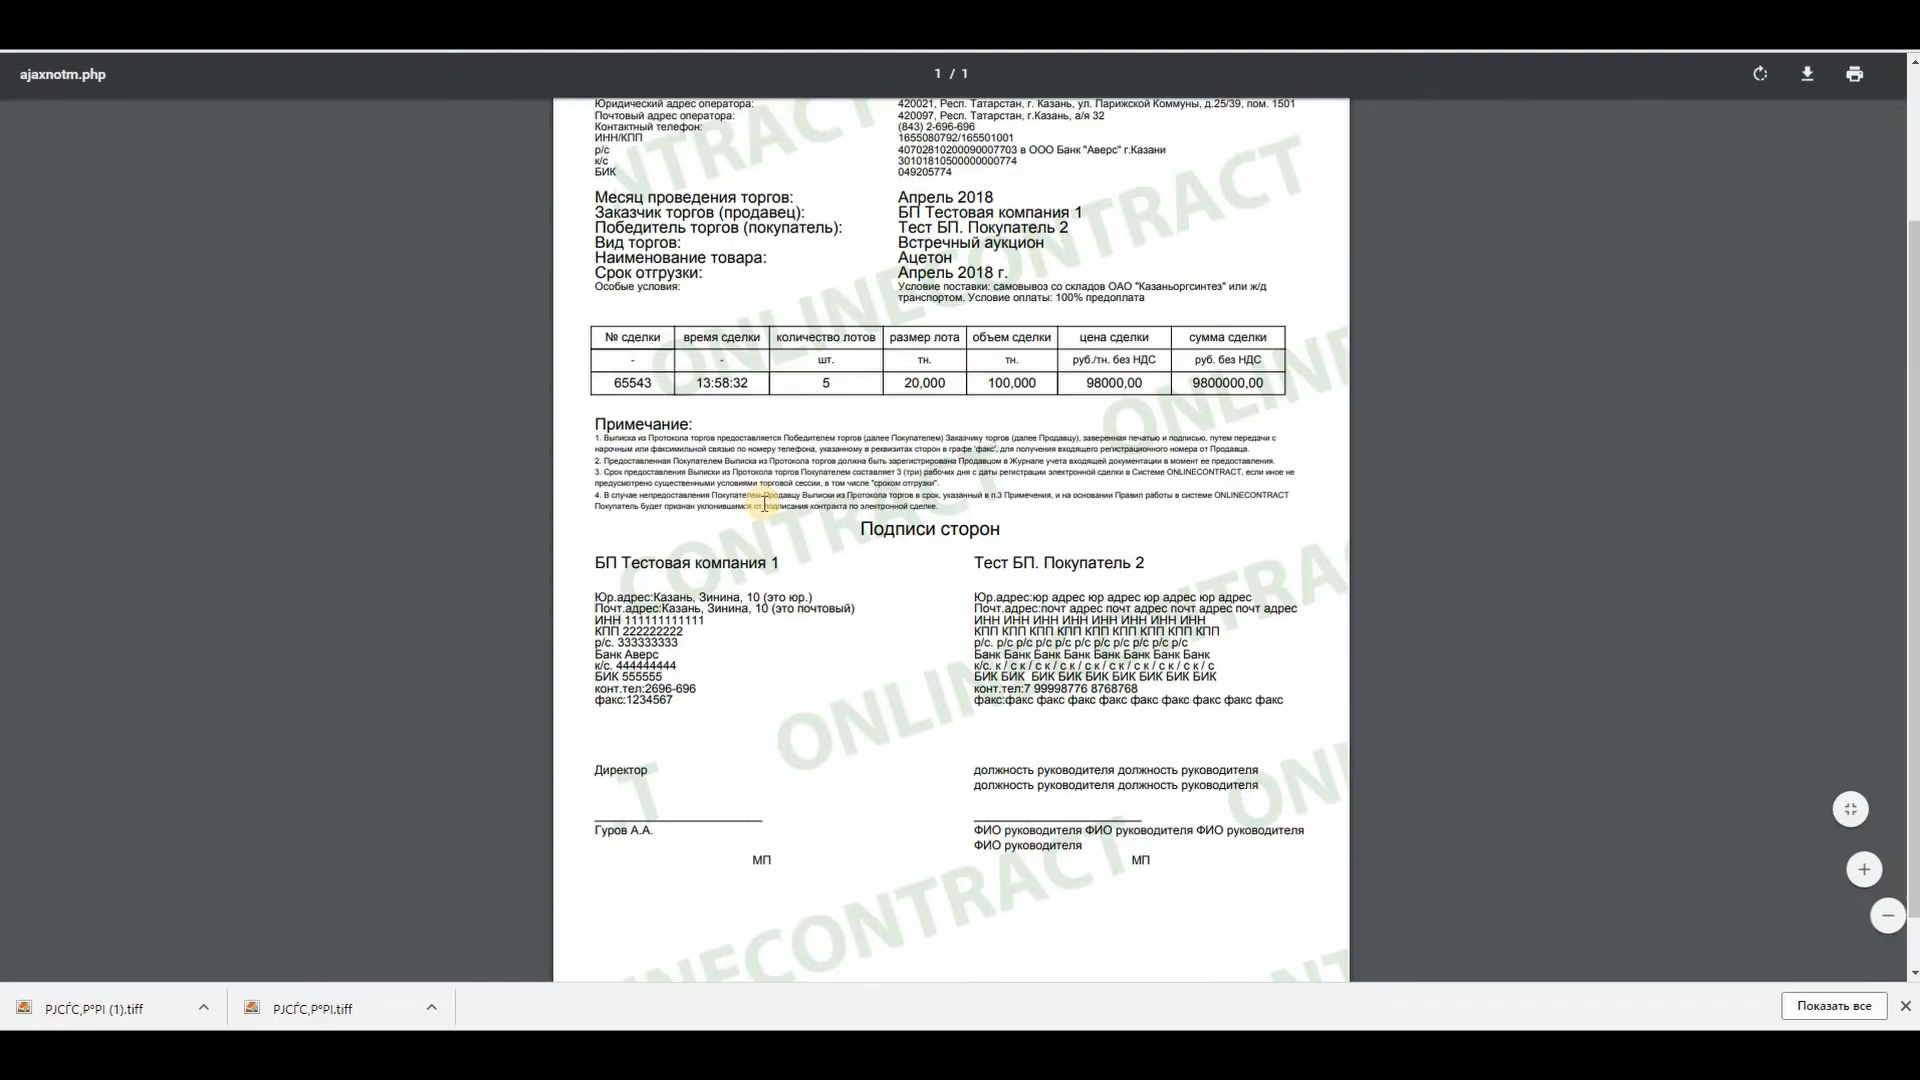 ajaxnotm.php
1 / 1
Юридический адрес оператора: 420021, Респ. Татарстан, г. Казань, ул. Парижской Коммуны, д.25/39, пом. 1501
Почтовый адрес оператора: 420097, Респ. Татарстан, г.Казань, а/я 32
Контактный телефон: (843) 2-696-696
ИНН/КПП 1655080792/165501001
р/с 40702810200090007703 в ООО Банк "Аверс" г.Казани
к/с 30101810500000000774
БИК 049205774
Месяц проведения торгов: Апрель 2018
Заказчик торгов (продавец): БП Тестовая компания 1
Победитель торгов (покупатель): Тест БП. Покупатель 2
Вид торгов: Встречный аукцион
Наименование товара: Ацетон
Срок отгрузки: Апрель 2018 г.
Особые условия: Условие поставки: самовывоз со складов ОАО "Казаньоргсинтез" или ж/д
транспортом. Условие оплаты: 100% предоплата
№ сделки время сделки количество лотов размер лота объем сделки цена сделки сумма сделки
- - шт. тн. тн. руб./тн. без НДС руб. без НДС
65543 13:58:32 5 20,000 100,000 98000,00 9800000,00
Примечание:
1. Выписка из Протокола торгов предоставляется Победителем торгов (далее Покупателем) Заказчику торгов (далее Продавцу), заверенная печатью и подписью, путем передачи с
нарочным или факсимильной связью по номеру телефона, указанному в реквизитах сторон в графе 'факс', для получения входящего регистрационного номера от Продавца.
2. Предоставленная Покупателем Выписка из Протокола торгов должна быть зарегистрирована Продавцом в Журнале учета входящей документации в момент ее предоставления.
3. Срок предоставления Выписки из Протокола торгов Покупателем составляет 3 (три) рабочих дня с даты регистрации электронной сделки в Системе ONLINECONTRACT, если иное не
предусмотрено существенными условиями торговой сессии, в том числе "сроком отгрузки".
4. В случае непредоставления Покупателем Продавцу Выписки из Протокола торгов в срок, указанный в п.3 Примечения, и на основании Правил работы в системе ONLINECONTRACT
Покупатель будет признан уклонившимся от подписания контракта по электронной сделке.
Подписи сторон
БП Тестовая компания 1 Тест БП. Покупатель 2
Юр.адрес:Казань, Зинина, 10 (это юр.) Юр.адрес:юр адрес юр адрес юр адрес юр адрес
Почт.адрес:Казань, Зинина, 10 (это почтовый) Почт.адрес:почт адрес почт адрес почт адрес почт адрес
ИНН 111111111111 ИНН ИНН ИНН ИНН ИНН ИНН ИНН ИНН
КПП 222222222 КПП КПП КПП КПП КПП КПП КПП КПП КПП
р/с. 333333333 р/с. р/с р/с р/с р/с р/с р/с р/с р/с р/с
Банк Аверс Банк Банк Банк Банк Банк Банк Банк Банк
к/с. 444444444 к/с. к / с к / с к / с к / с к / с к / с к / с
БИК 555555 БИК БИК БИК БИК БИК БИК БИК БИК
конт.тел:2696-696 конт.тел:7 99998776 8768768
факс:1234567 факс:факс факс факс факс факс факс факс факс факс
Директор должность руководителя должность руководителя
должность руководителя должность руководителя
Гуров А.А. ФИО руководителя ФИО руководителя ФИО руководителя
ФИО руководителя
МП МП
ONLINECONTRACT
РЈСЃС‚Р°РІ (1).tiff РЈСЃС‚Р°РІ.tiff Показать все